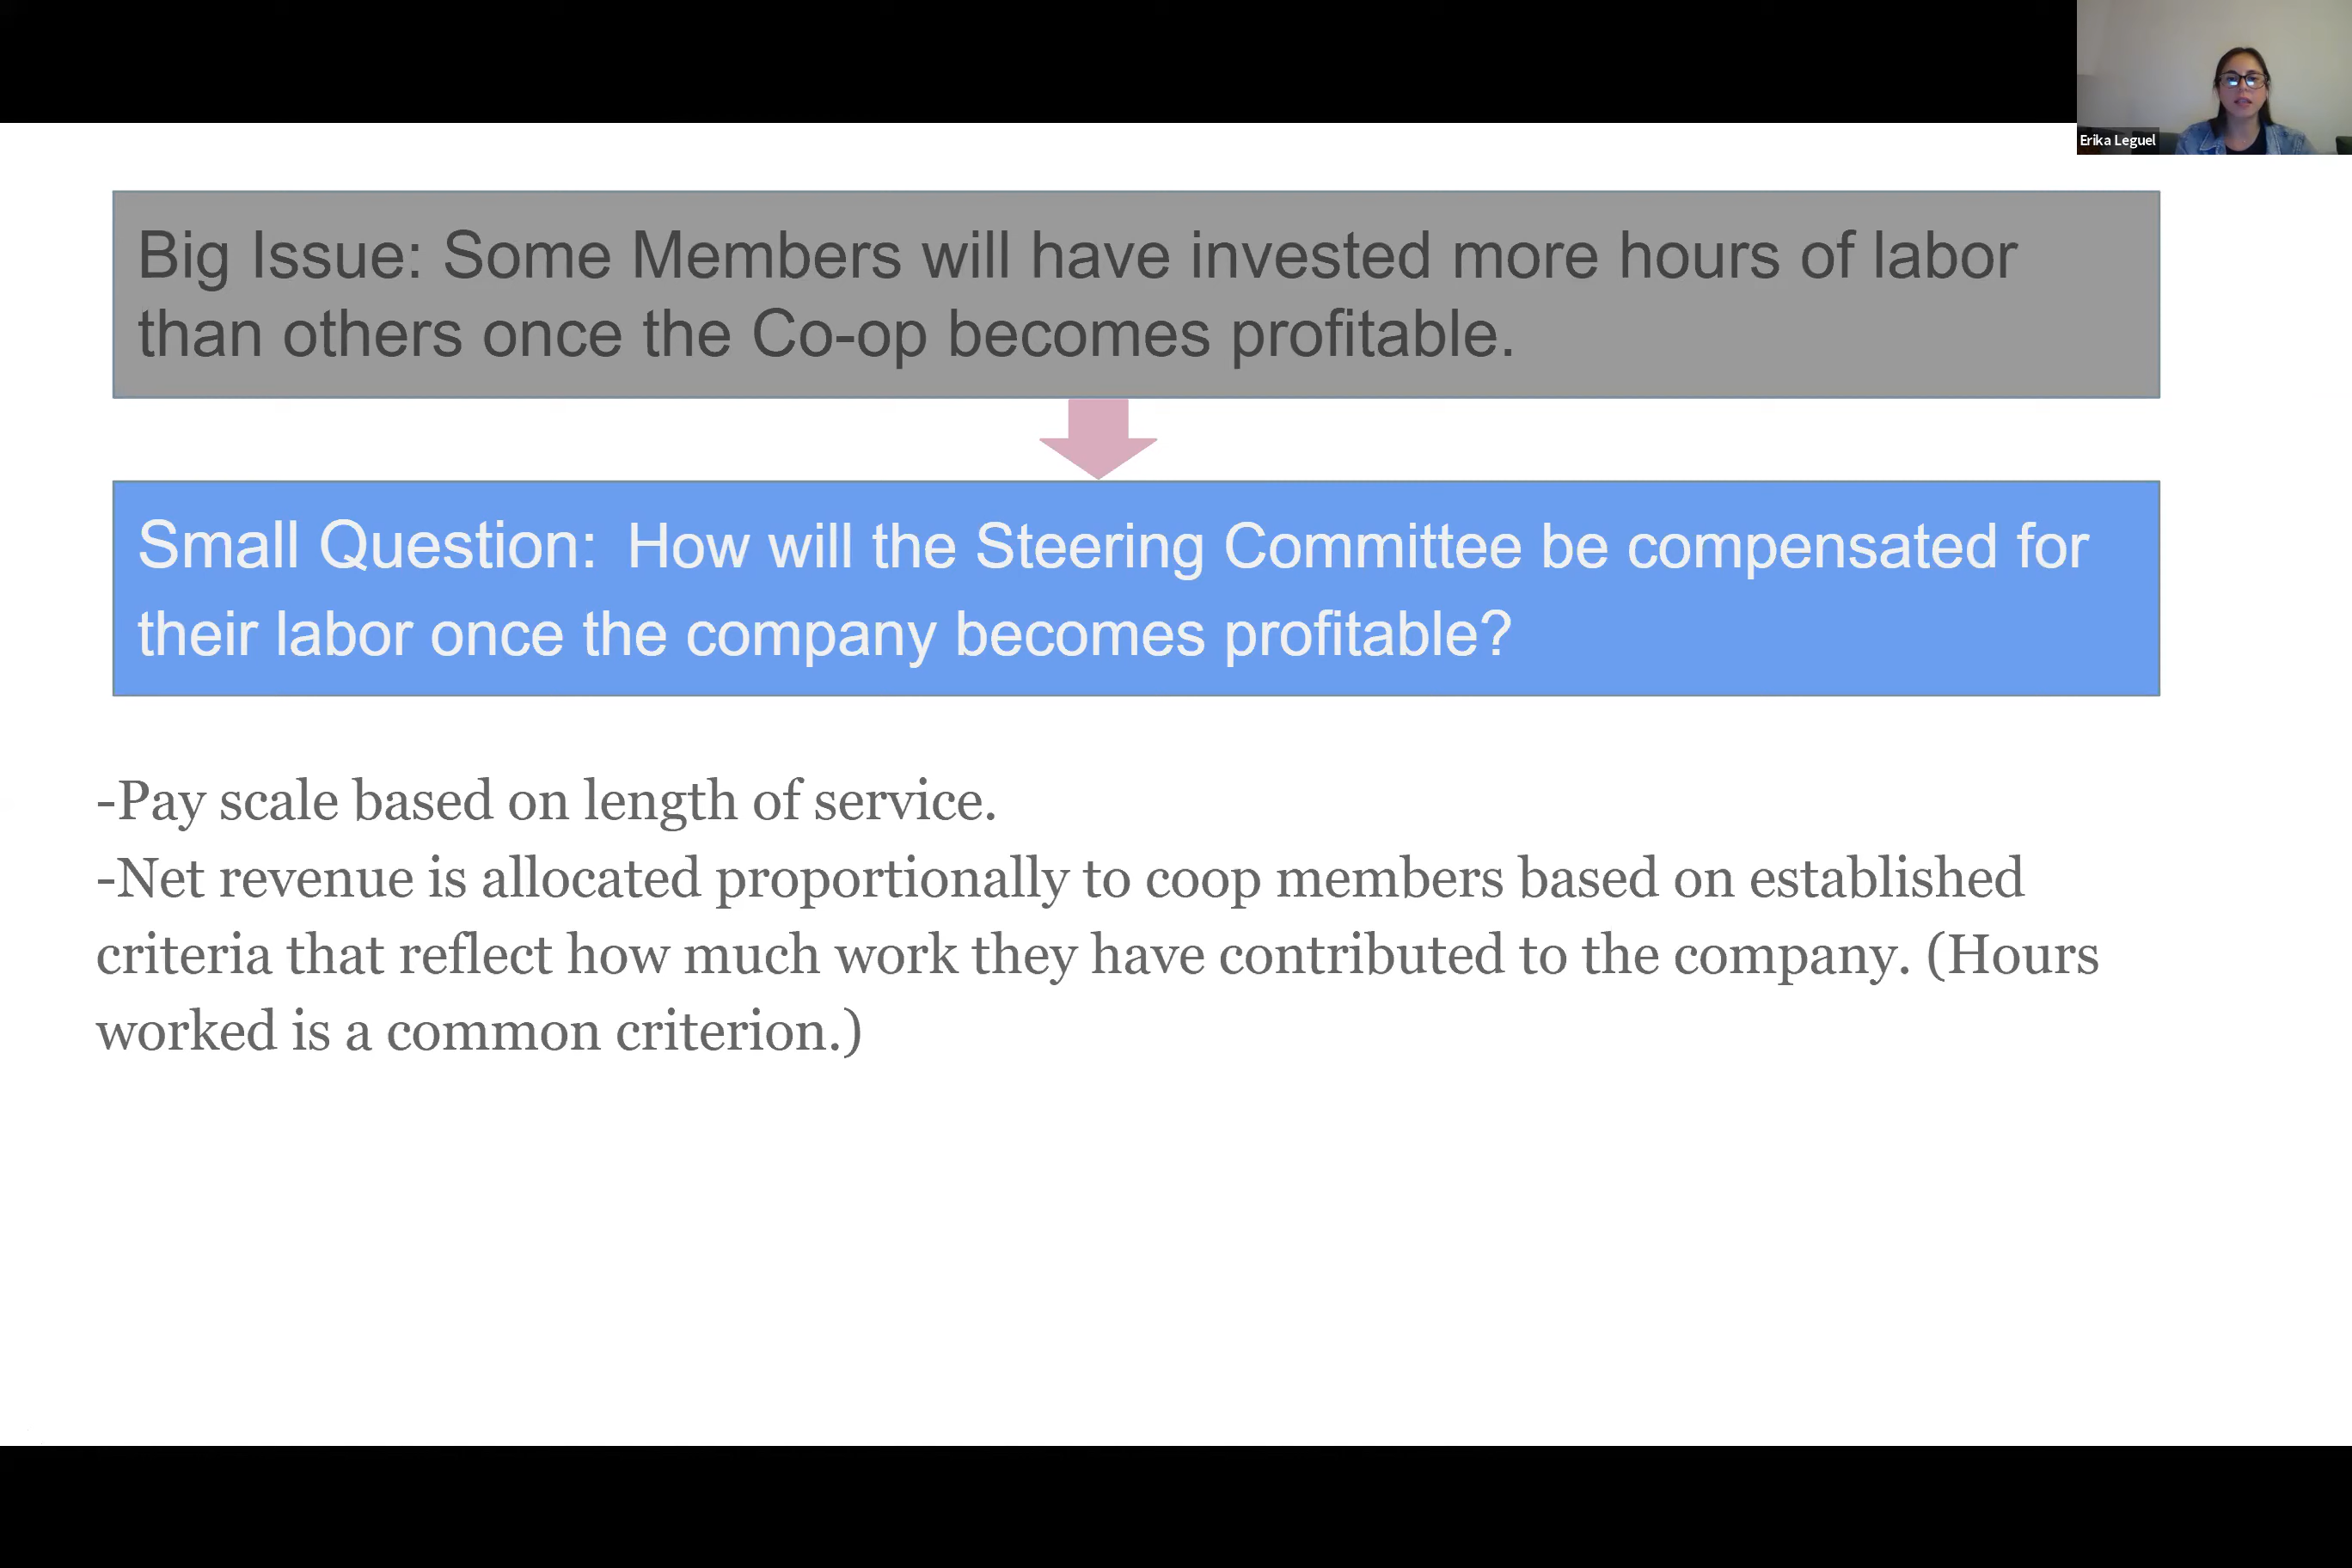 Erika Leguel
Big Issue: Some Members will have invested more hours of labor
than others once the Co-op becomes profitable.
Small Question: How will the Steering Committee be compensated for
their labor once the company becomes profitable?
-Pay scale based on length of service.
-Net revenue is allocated proportionally to coop members based on established
criteria that reflect how much work they have contributed to the company. (Hours
worked is a common criterion.)